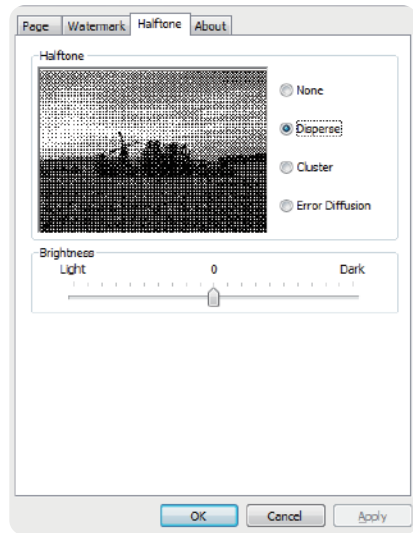 Page Watermark Halftone About
Halftone
None
Disperse
Cluster
Error Diffusion
Brightness
Light 0 Dark
OK Cancel Apply